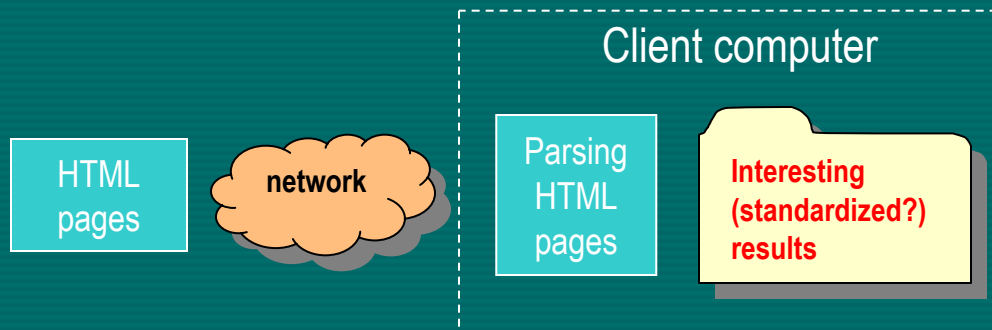 Client computer
HTML
pages
network
Parsing
HTML
pages
Interesting
(standardized?)
results